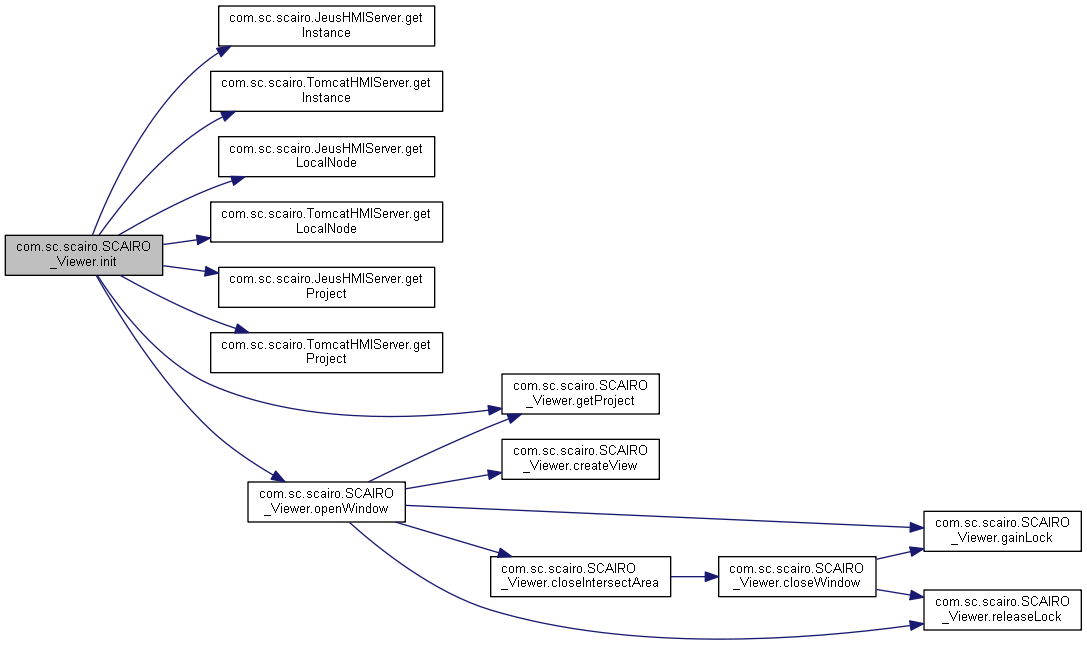 com.sc.scairo.JeusHMIServer.get
Instance
com.sc.scairo.TomcatHMIServer.get
Instance
com.sc.scairo.JeusHMIServer.get
LocalNode
com.sc.scairo.TomcatHMIServer.get
LocalNode
com.sc.scairo.SCAIRO
_Viewer.init
com.sc.scairo.JeusHMIServer.get
Project
com.sc.scairo.TomcatHMIServer.get
Project
com.sc.scairo.SCAIRO
_Viewer.getProject
com.sc.scairo.SCAIRO
_Viewer.createView
com.sc.scairo.SCAIRO
_Viewer.openWindow
com.sc.scairo.SCAIRO
_Viewer.gainLock
com.sc.scairo.SCAIRO
_Viewer.closeIntersectArea
com.sc.scairo.SCAIRO
_Viewer.closeWindow
com.sc.scairo.SCAIRO
_Viewer.releaseLock